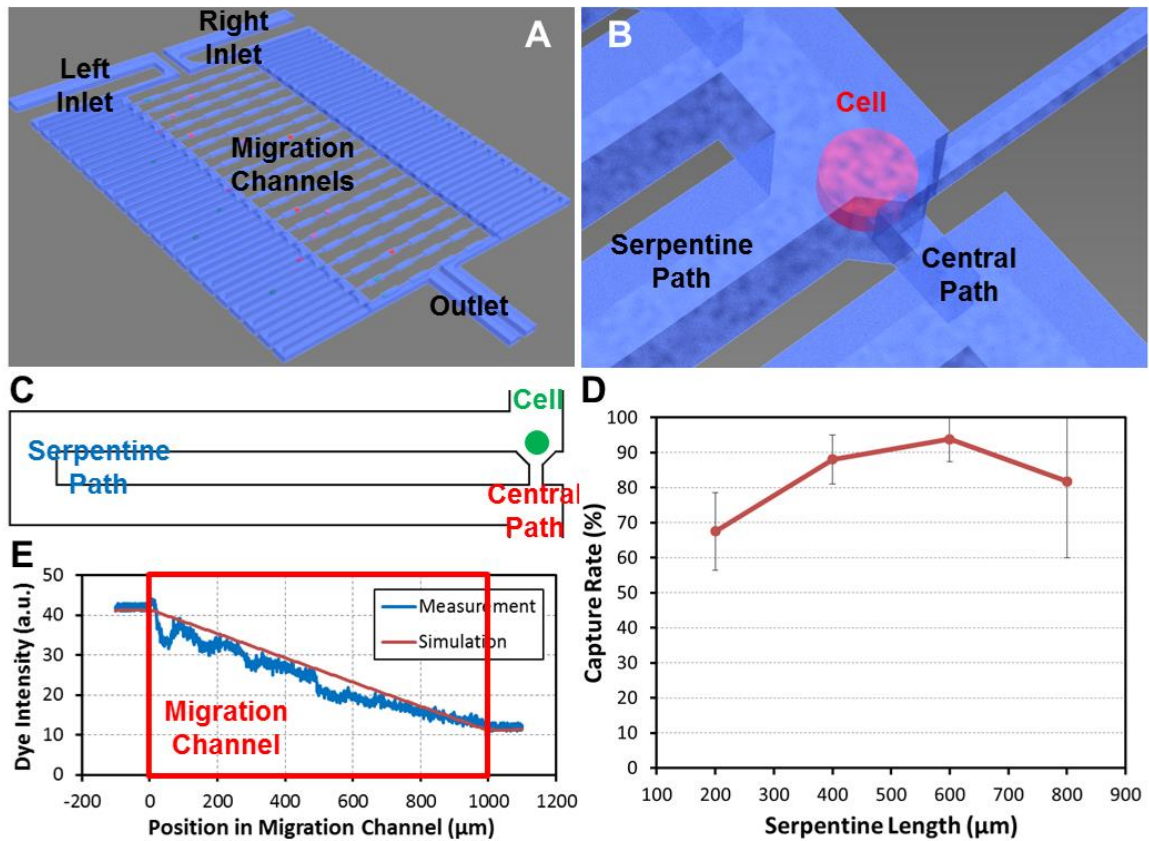 A
Right
Inlet
Left
Inlet
Migration
Channels
Outlet
B
Cell
Serpentine
Path
Central
Path
C
Cell
Serpentine
Path
Central
Path
D
100
90
80
70
60
50
40
30
20
10
0
100 200 300 400 500 600 700 800 900
Capture Rate (%)
Serpentine Length (µm)
E
50
40
30
20
10
0
-200 0 200 400 600 800 1000 1200
Dye Intensity (a.u.)
Measurement
Simulation
Migration
Channel
Position in Migration Channel (µm)